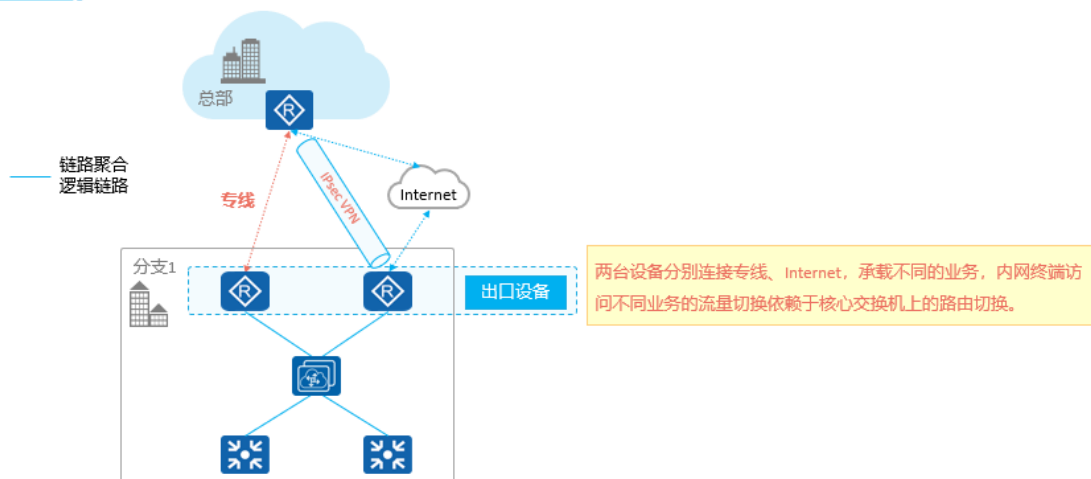 总部
链路聚合
逻辑链路
专线
IPsec VPN
Internet
分支1
出口设备
两台设备分别连接专线、Internet，承载不同的业务，内网终端访
问不同业务的流量切换依赖于核心交换机上的路由切换。
R
R
R